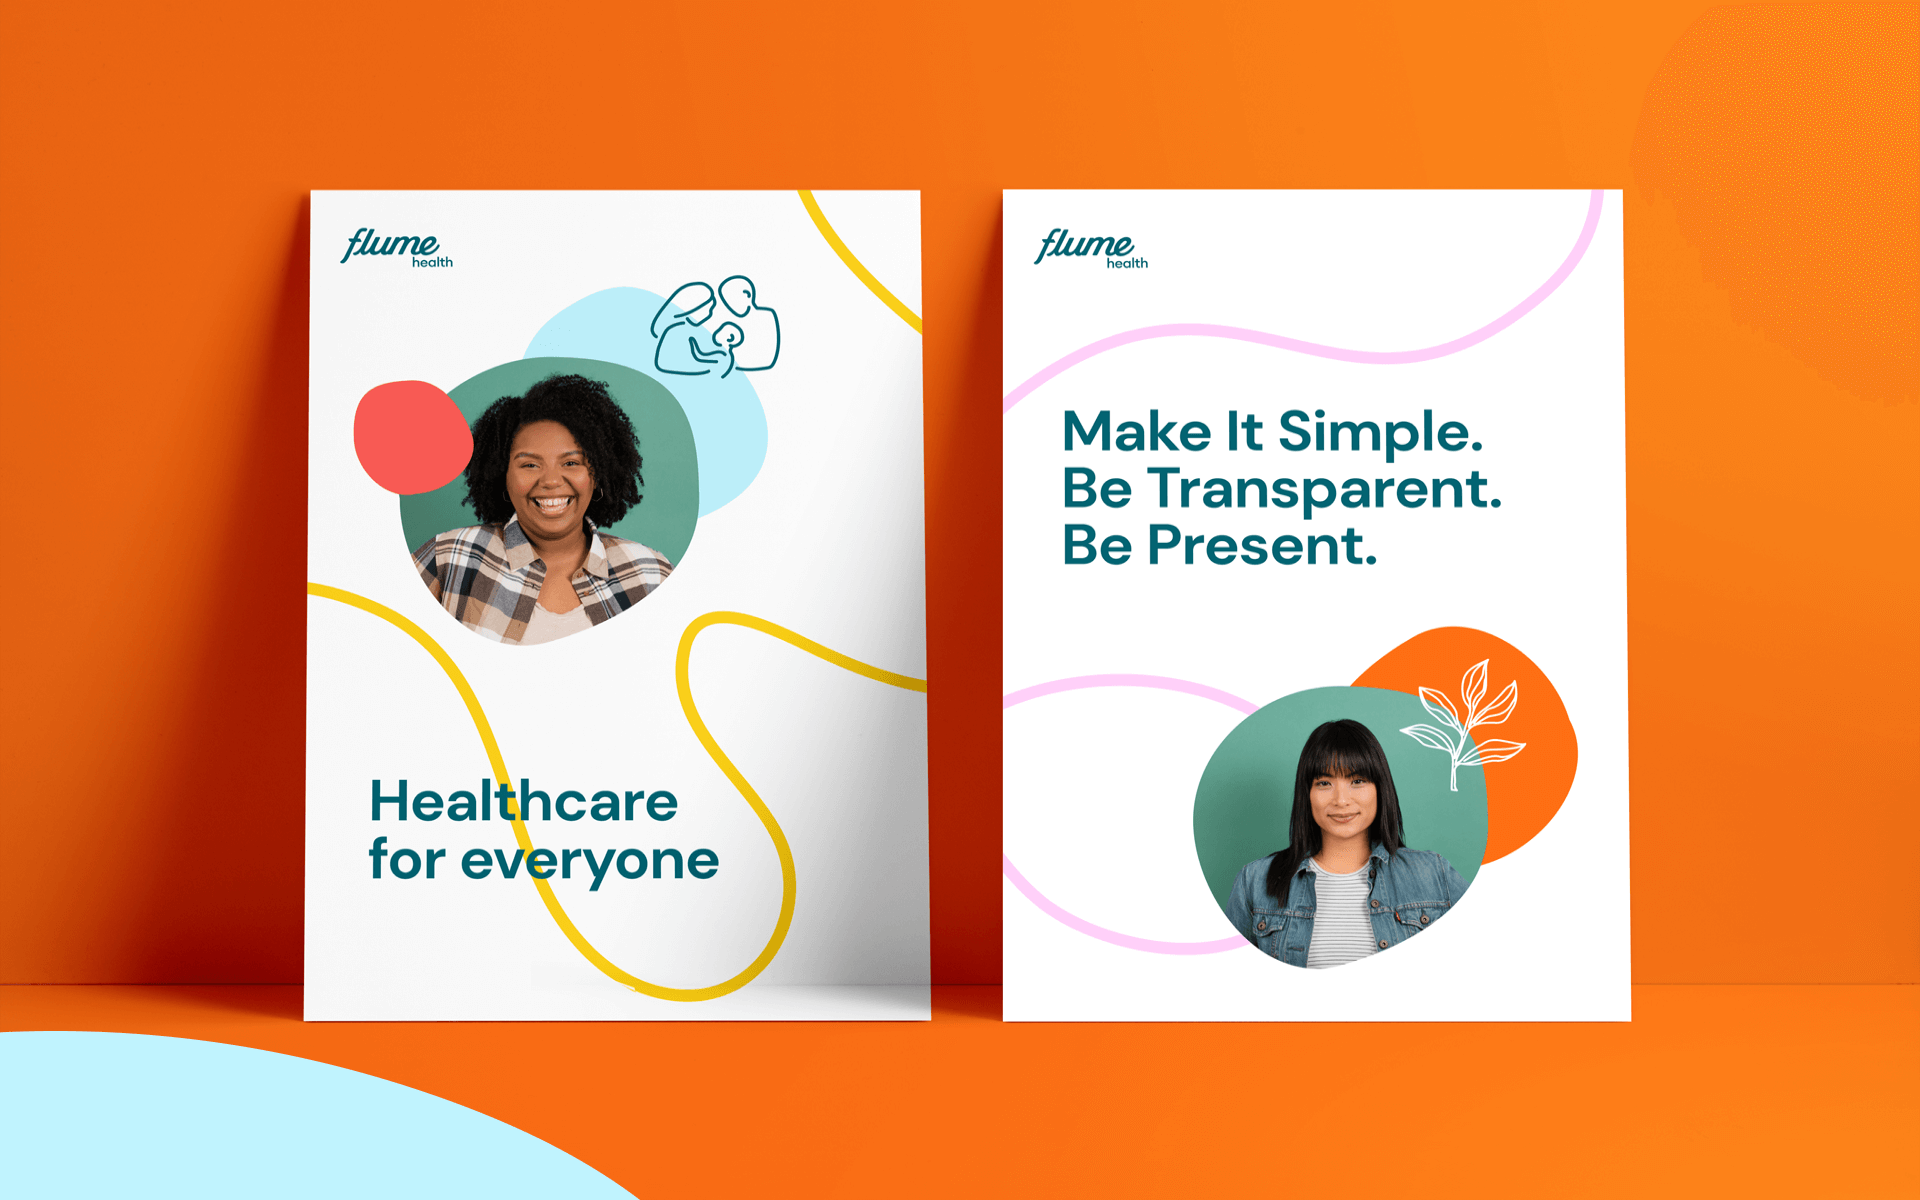 flume
health
Healthcare
for everyone
flume
health
Make It Simple.
Be Transparent.
Be Present.